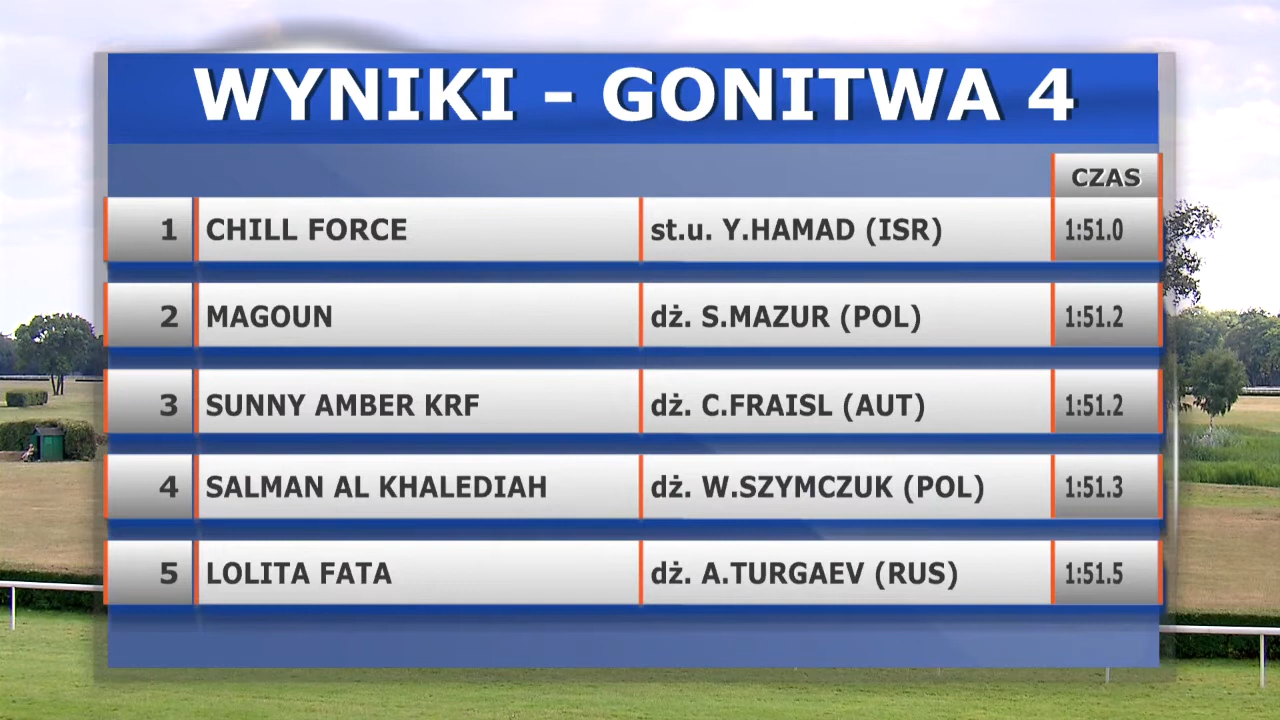 WYNIKI - GONITWA 4
CZAS
1 CHILL FORCE st.u. Y.HAMAD (ISR) 1:51.0
2 MAGOUN dż. S.MAZUR (POL) 1:51.2
3 SUNNY AMBER KRF dż. C.FRAISL (AUT) 1:51.2
4 SALMAN AL KHALEDIAH dż. W.SZYMCZUK (POL) 1:51.3
5 LOLITA FATA dż. A.TURGAEV (RUS) 1:51.5